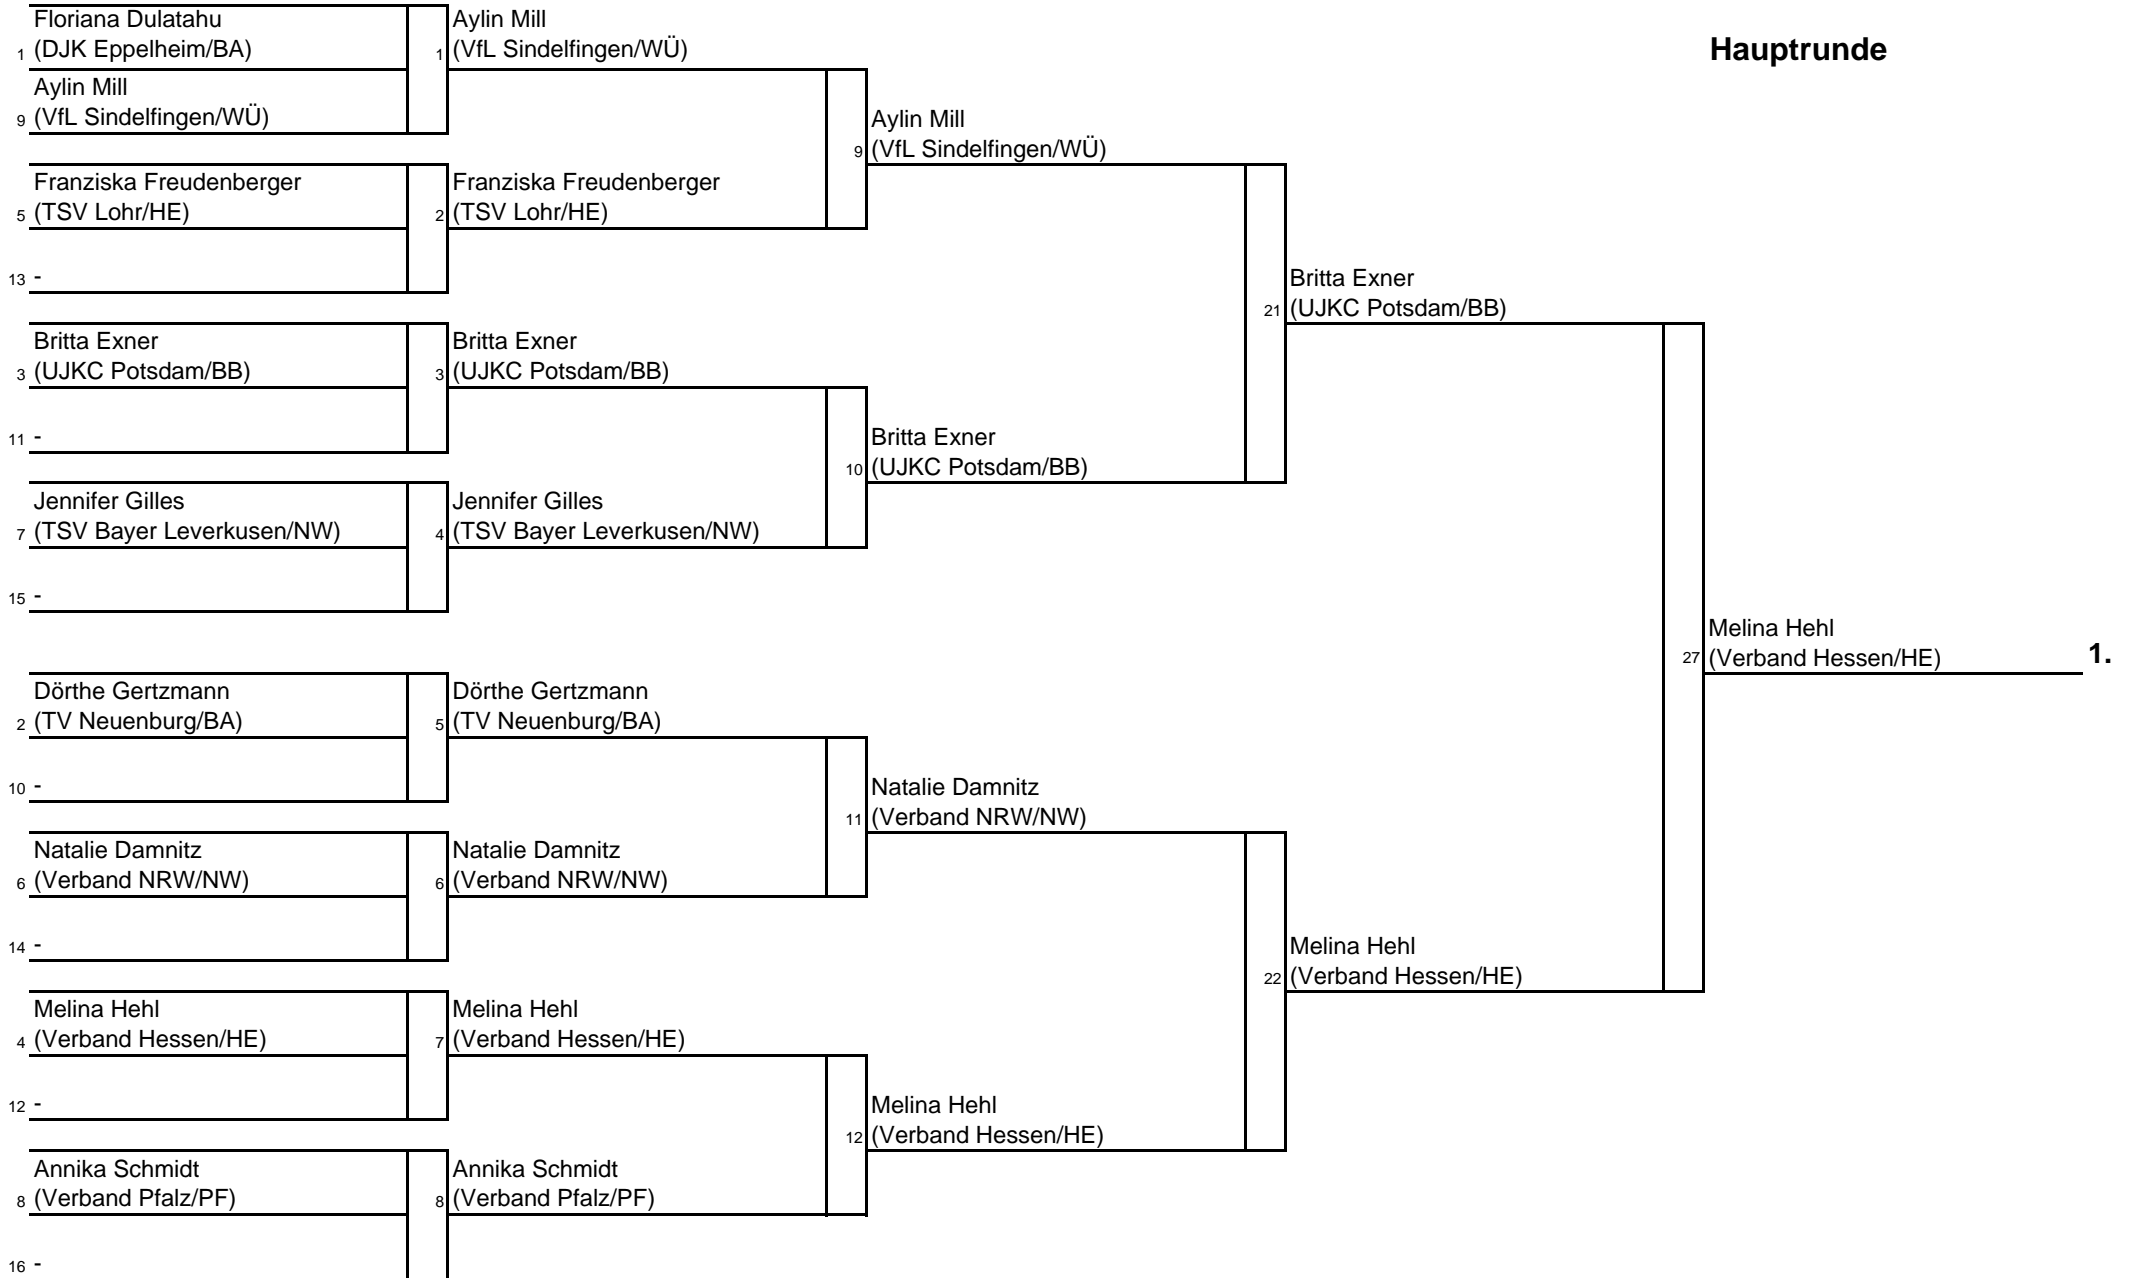 Hauptrunde
Floriana Dulatahu
1 (DJK Eppelheim/BA)
Aylin Mill
9 (VfL Sindelfingen/WÜ)
Franziska Freudenberger
5 (TSV Lohr/HE)
13 -
Britta Exner
3 (UJKC Potsdam/BB)
11 -
Jennifer Gilles
7 (TSV Bayer Leverkusen/NW)
15 -
Dörthe Gertzmann
2 (TV Neuenburg/BA)
10 -
Natalie Damnitz
6 (Verband NRW/NW)
14 -
Melina Hehl
4 (Verband Hessen/HE)
12 -
Annika Schmidt
8 (Verband Pfalz/PF)
16 -
Aylin Mill
1 (VfL Sindelfingen/WÜ)
Franziska Freudenberger
2 (TSV Lohr/HE)
Britta Exner
3 (UJKC Potsdam/BB)
Jennifer Gilles
4 (TSV Bayer Leverkusen/NW)
Dörthe Gertzmann
5 (TV Neuenburg/BA)
Natalie Damnitz
6 (Verband NRW/NW)
Melina Hehl
7 (Verband Hessen/HE)
Annika Schmidt
8 (Verband Pfalz/PF)
Aylin Mill
9 (VfL Sindelfingen/WÜ)
Britta Exner
10 (UJKC Potsdam/BB)
Natalie Damnitz
11 (Verband NRW/NW)
Melina Hehl
12 (Verband Hessen/HE)
Britta Exner
21 (UJKC Potsdam/BB)
Melina Hehl
22 (Verband Hessen/HE)
Melina Hehl
27 (Verband Hessen/HE) 1.